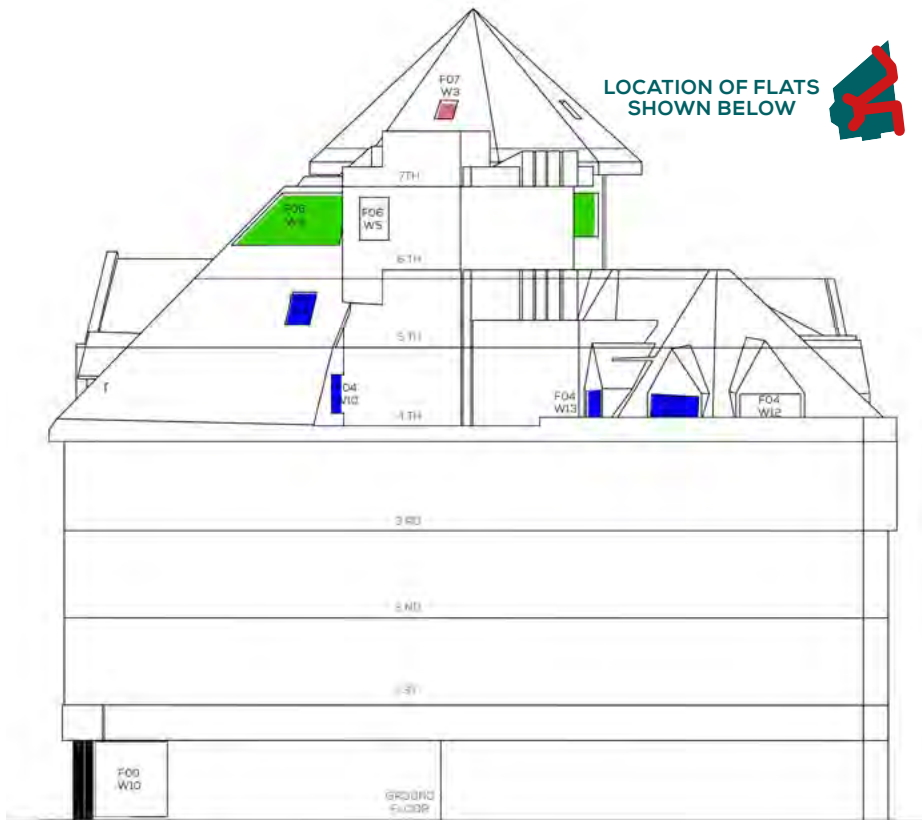 LOCATION OF FLATS
SHOWN BELOW
F07
W3
7TH
F06
F06
W5
6TH
5TH
F04
W13
F04
W12
3RD
2ND
F00
W10
GROUND
FLOOR